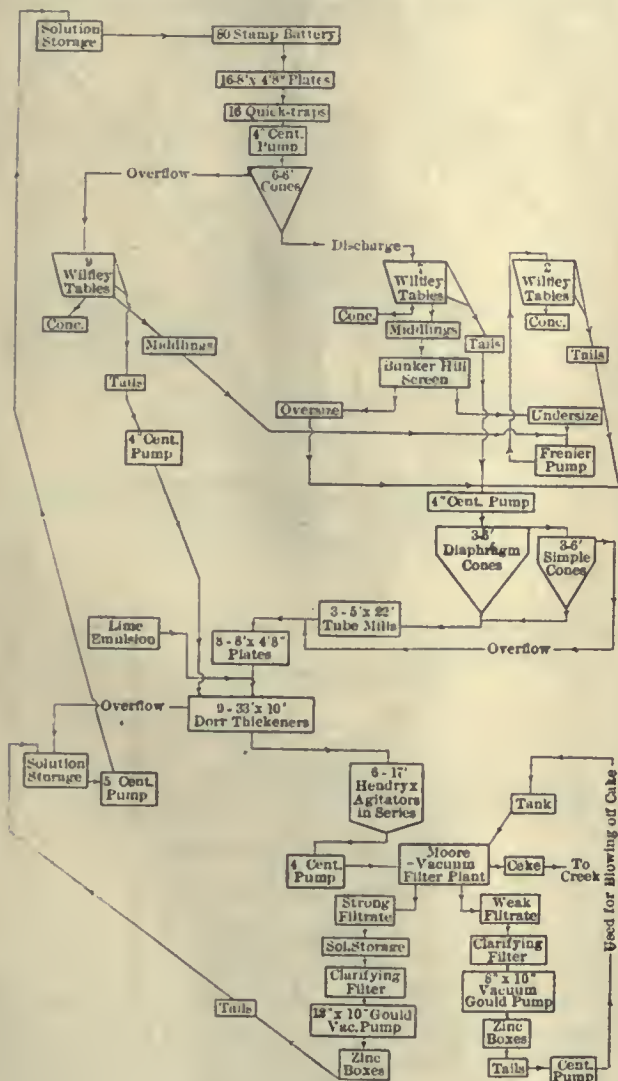 Solution
Storage
80 Stamp Battery
16-8'x 4'8" Plates
16 Quick-traps
4" Cent.
Pump
6-6'
Cones
Overflow
Discharge
9
Wilfley
Tables
7
Wilfley
Tables
2
Wilfley
Tables
Conc.
Middlings
Tails
Conc.
Middlings
Tails
Conc.
Tails
Bunker Hill
Screen
Oversize
Undersize
Frenier
Pump
4" Cent.
Pump
4" Cent. Pump
3-5'
Diaphragm
Cones
3-6'
Simple
Cones
3 - 5' x 22'
Tube Mills
Overflow
Lime
Emulsion
8-8'x 4'8"
Plates
Overflow
9 - 33' x 10'
Dorr Thickeners
Solution
Storage
5 Cent.
Pump
6 - 17'
Hendryx
Agitators
in Series
Tank
4 Cent.
Pump
Moore
-Vacuum
Filter Plant
Cake
To
Creek
Used for Blowing off Cake
Strong
Filtrate
Weak
Filtrate
Sol. Storage
Clarifying
Filter
Clarifying
Filter
Vacuum
Gould Pump
Tails
x 10" Gould
Vac. Pump
Zinc
Boxes
Zinc
Boxes
Tails
Cent.
Pump